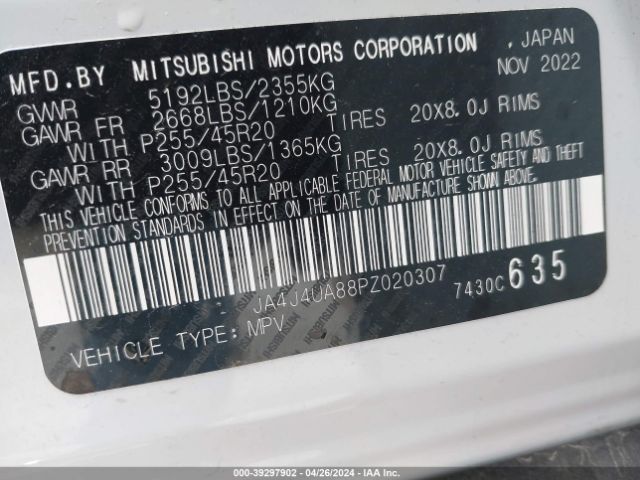 MFD.BY MITSUBISHI MOTORS CORPORATION , JAPAN
GVWR 5192LBS/2355KG NOV 2022
GAWR FR 2668LBS/1210KG
WITH P255/45R20 TIRES 20X8.0J RIMS
GAWR RR 3009LBS/1365KG
WITH P255/45R20 TIRES 20X8.0J RIMS
THIS VEHICLE CONFORMS TO ALL APPLICABLE FEDERAL MOTOR VEHICLE SAFETY AND THEFT
PREVENTION STANDARDS IN EFFECT ON THE DATE OF MANUFACTURE SHOWN ABOVE.
JA4J4UA88PZ020307 7430C 635
VEHICLE TYPE: MPV
000-39297902 - 04/26/2024 - IAA Inc.